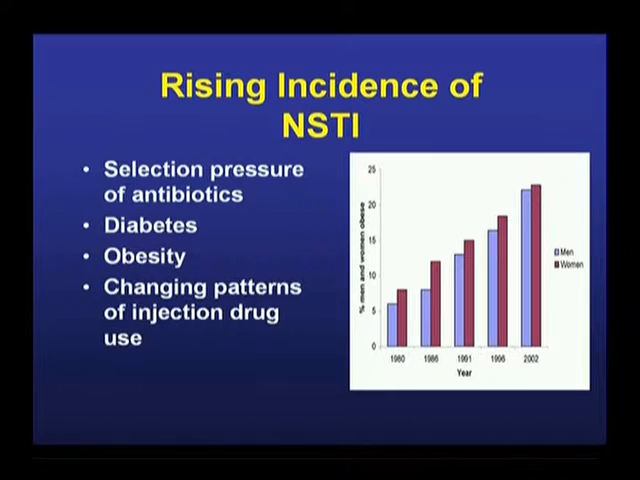 Rising Incidence of
NSTI
• Selection pressure
of antibiotics
• Diabetes
• Obesity
• Changing patterns
of injection drug
use
25
20
15
10
5
0
% men and women obese
1980
1986
1991
1996
2002
Year
Men
Women